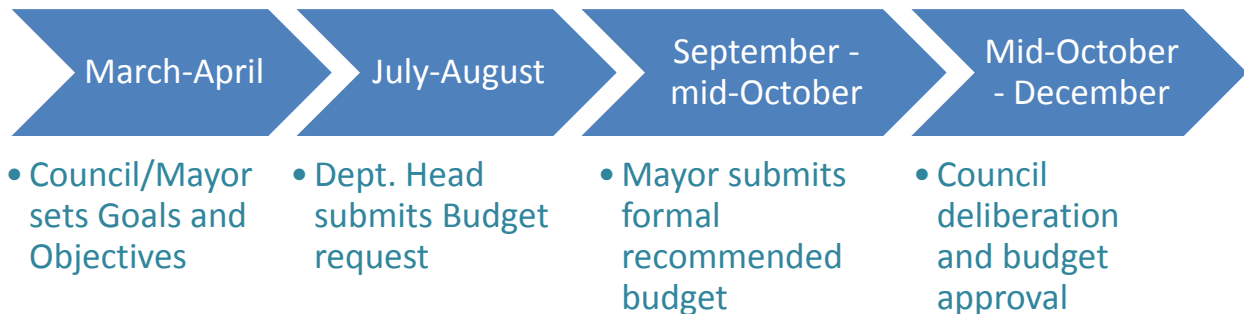 March-April
July-August
September -
mid-October
Mid-October
- December
• Council/Mayor
sets Goals and
Objectives
• Dept. Head
submits Budget
request
• Mayor submits
formal
recommended
budget
• Council
deliberation
and budget
approval